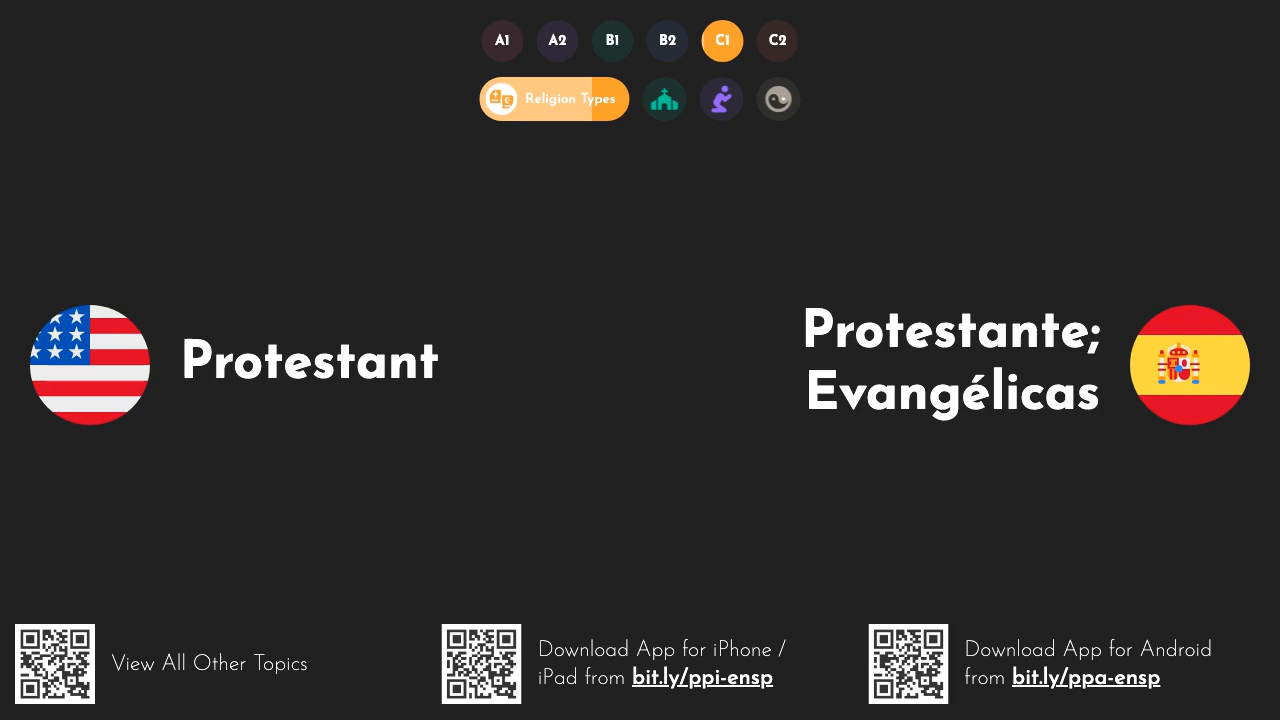 A1 A2 B1 B2 C1 C2
Religion Types
Protestant
Protestante;
Evangélicas
View All Other Topics
Download App for iPhone /
iPad from bit.ly/ppi-ensp
Download App for Android
from bit.ly/ppa-ensp